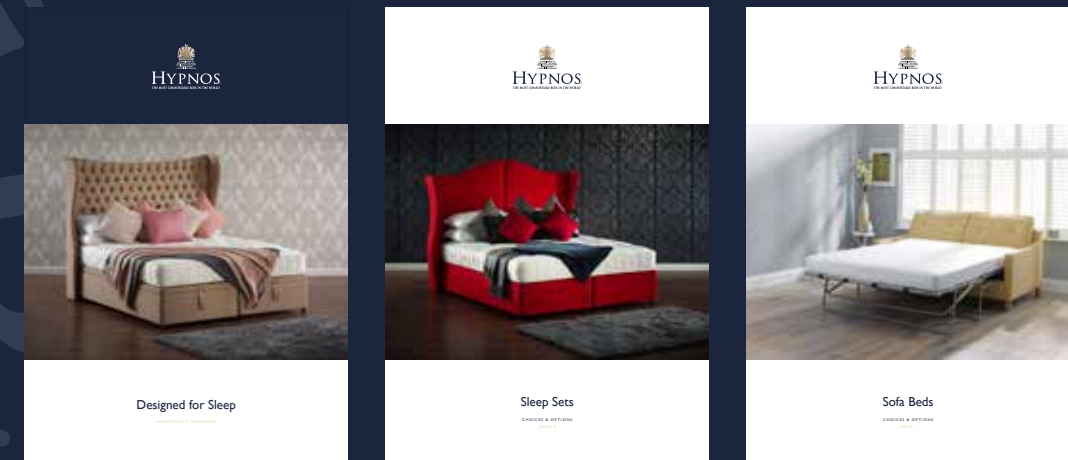 HYPNOS
THE MOST COMFORTABLE BEDS IN THE WORLD
Designed for Sleep
HYPNOS
THE MOST COMFORTABLE BEDS IN THE WORLD
Sleep Sets
CHOICES & OPTIONS
HYPNOS
THE MOST COMFORTABLE BEDS IN THE WORLD
Sofa Beds
CHOICES & OPTIONS